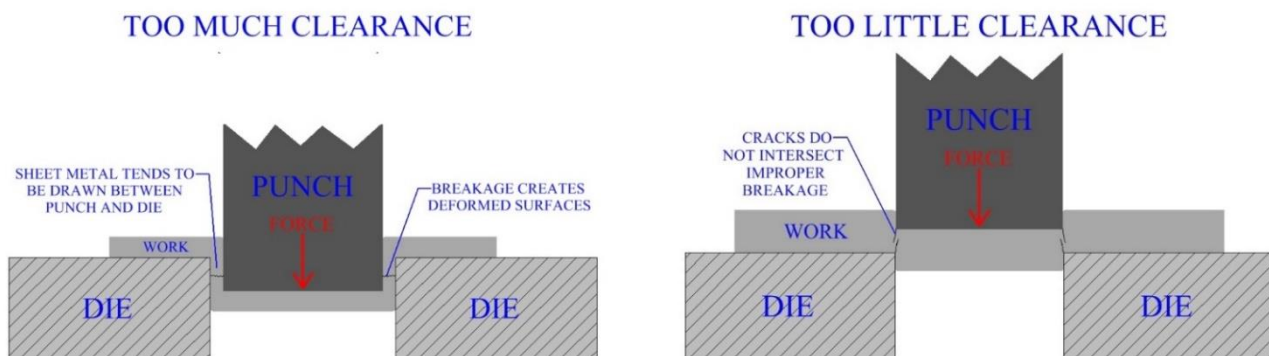 TOO MUCH CLEARANCE
SHEET METAL TENDS TO
BE DRAWN BETWEEN
PUNCH AND DIE
PUNCH
FORCE
BREAKAGE CREATES
DEFORMED SURFACES
WORK
DIE
DIE
TOO LITTLE CLEARANCE
CRACKS DO
NOT INTERSECT
IMPROPER
BREAKAGE
PUNCH
FORCE
WORK
DIE
DIE